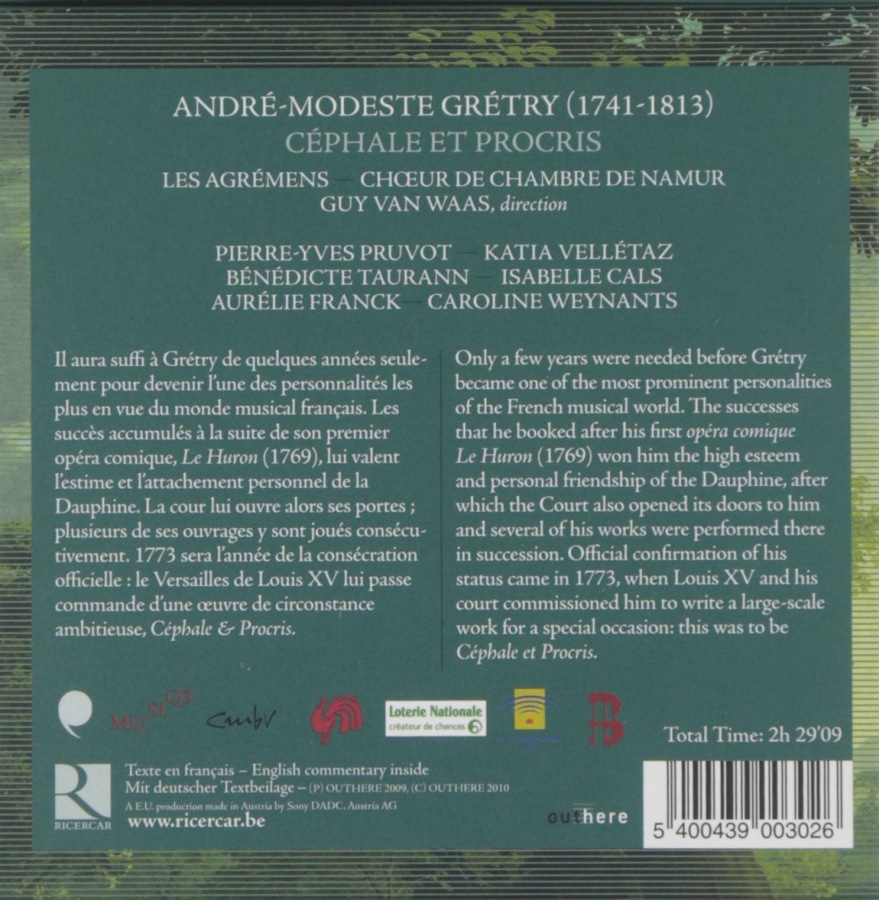 ANDRÉ-MODESTE GRÉTRY (1741-1813)
CÉPHALE ET PROCRIS
LES AGRÉMENS — CHŒUR DE CHAMBRE DE NAMUR
GUY VAN WAAS, direction
PIERRE-YVES PRUVOT — KATIA VELLÉTAZ
BÉNÉDICTE TAURANN — ISABELLE CALS
AURÉLIE FRANCK — CAROLINE WEYNANTS
Il aura suffi à Grétry de quelques années seule-
ment pour devenir l'une des personnalités les
plus en vue du monde musical français. Les
succès accumulés à la suite de son premier
opéra comique, Le Huron (1769), lui valent
l'estime et l'attachement personnel de la
Dauphine. La cour lui ouvre alors ses portes ;
plusieurs de ses ouvrages y sont joués consécu-
tivement. 1773 sera l'année de la consécration
officielle : le Versailles de Louis XV lui passe
commande d'une œuvre de circonstance
ambitieuse, Céphale & Procris.
Only a few years were needed before Grétry
became one of the most prominent personalities
of the French musical world. The successes
that he booked after his first opéra comique
Le Huron (1769) won him the high esteem
and personal friendship of the Dauphine, after
which the Court also opened its doors to him
and several of his works were performed there
in succession. Official confirmation of his
status came in 1773, when Louis XV and his
court commissioned him to write a large-scale
work for a special occasion: this was to be
Céphale et Procris.
cmbv
Loterie Nationale
créateur de chances
Total Time: 2h 29'09
RICERCAR
Texte en français – English commentary inside
Mit deutscher Textbeilage – (P) OUTHERE 2009, (C) OUTHERE 2010
A E.U. production made in Austria by Sony DADC, Austria AG
www.ricercar.be
outhere
5 400439 003026